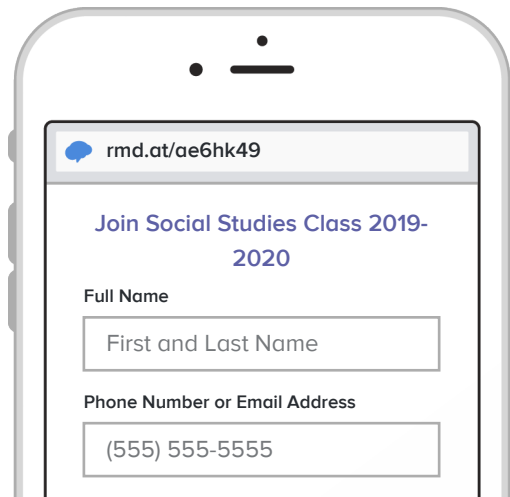 rmd.at/ae6hk49
Join Social Studies Class 2019-
2020
Full Name
First and Last Name
Phone Number or Email Address
(555) 555-5555